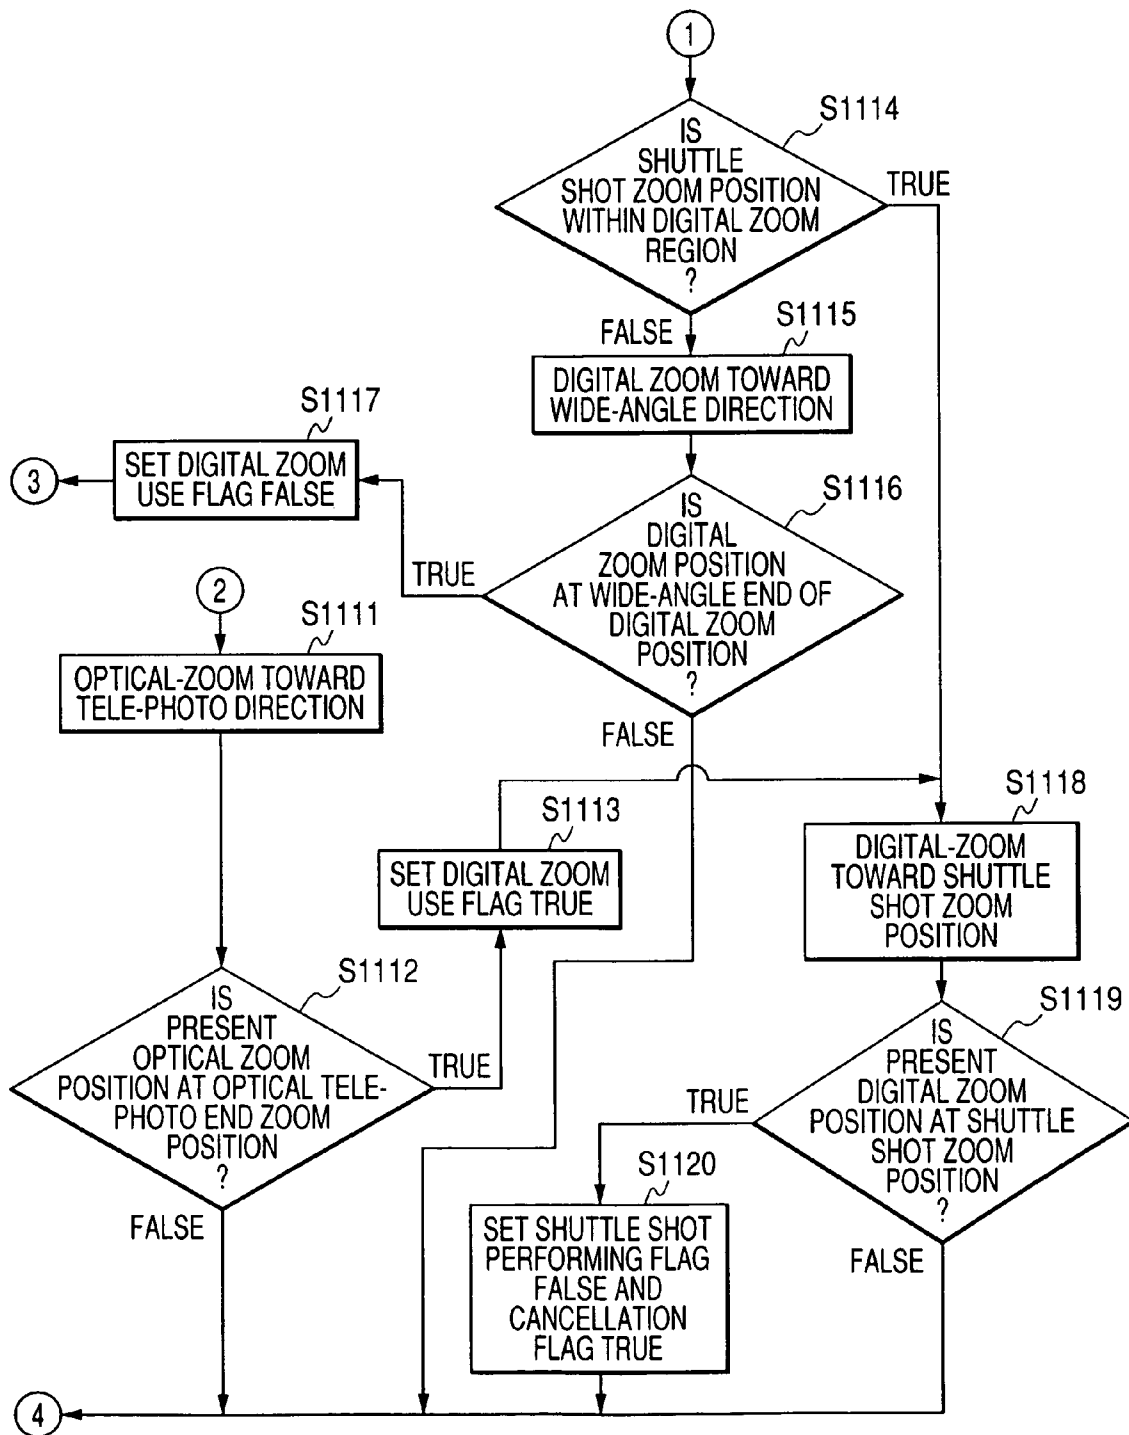 1
S1114
IS
SHUTTLE
SHOT ZOOM POSITION
WITHIN DIGITAL ZOOM
REGION
?
TRUE
FALSE
S1115
DIGITAL ZOOM TOWARD
WIDE-ANGLE DIRECTION
S1117
SET DIGITAL ZOOM
USE FLAG FALSE
3
S1116
IS
DIGITAL
ZOOM POSITION
AT WIDE-ANGLE END OF
DIGITAL ZOOM
POSITION
?
TRUE
FALSE
2
S1111
OPTICAL-ZOOM TOWARD
TELE-PHOTO DIRECTION
S1113
SET DIGITAL ZOOM
USE FLAG TRUE
S1118
DIGITAL-ZOOM
TOWARD SHUTTLE
SHOT ZOOM
POSITION
S1112
IS
PRESENT
OPTICAL ZOOM
POSITION AT OPTICAL TELE-
PHOTO END ZOOM
POSITION
?
TRUE
FALSE
S1119
IS
PRESENT
DIGITAL ZOOM
POSITION AT SHUTTLE
SHOT ZOOM
POSITION
?
TRUE
FALSE
S1120
SET SHUTTLE SHOT
PERFORMING FLAG
FALSE AND
CANCELLATION
FLAG TRUE
4